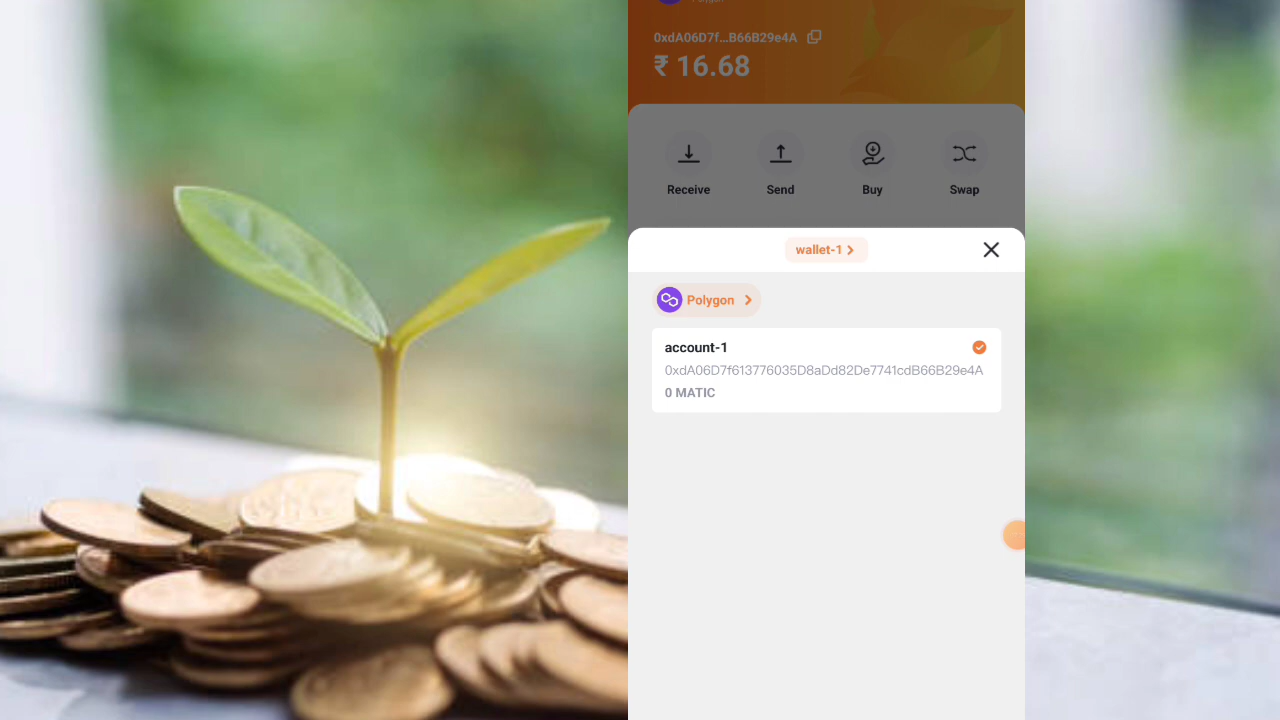 0xdA06D7f...B66B29e4A
₹ 16.68
Receive Send Buy Swap
wallet-1
Polygon
account-1
0xdA06D7f613776035D8aDd82De7741cdB66B29e4A
0 MATIC